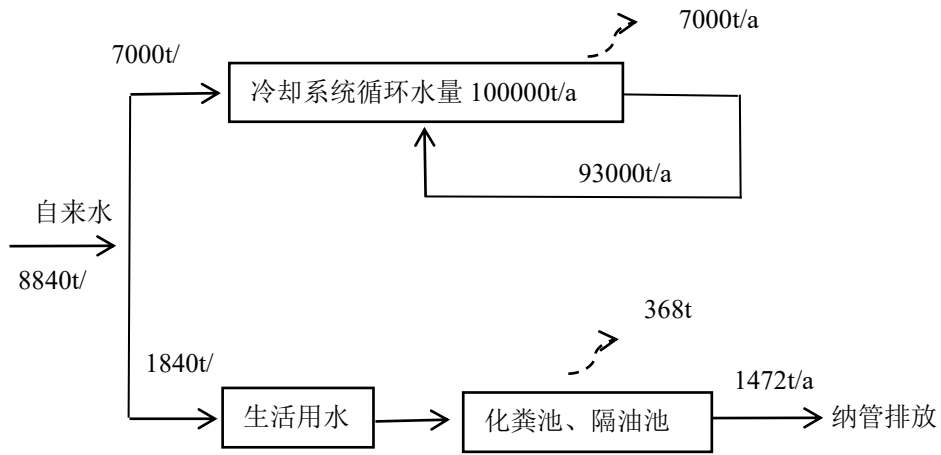 7000t/a
7000t/
冷却系统循环水量 100000t/a
93000t/a
自来水
8840t/
368t
1840t/
1472t/a
生活用水
化粪池、隔油池
纳管排放